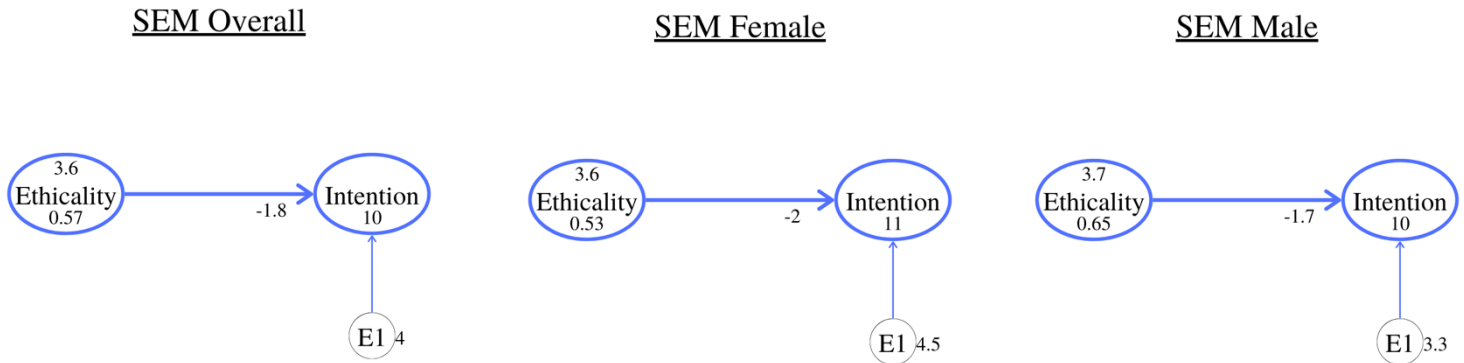 SEM Overall
3.6
Ethicality
0.57
-1.8
Intention
10
E1
4
SEM Female
3.6
Ethicality
0.53
-2
Intention
11
E1
4.5
SEM Male
3.7
Ethicality
0.65
-1.7
Intention
10
E1
3.3